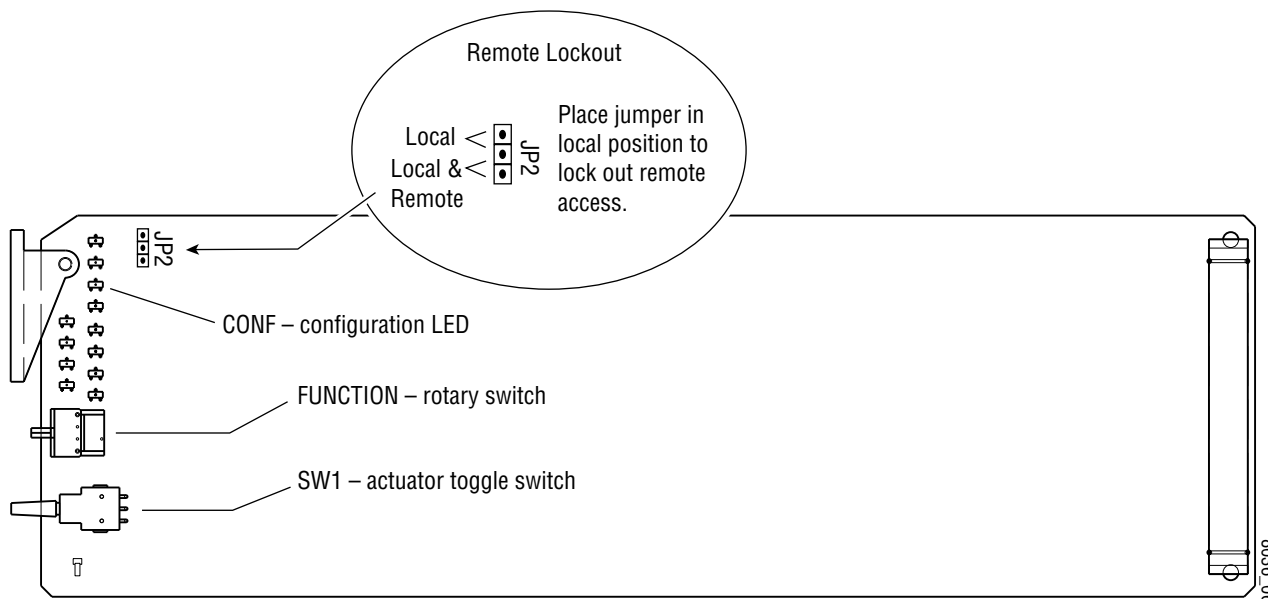 Remote Lockout
Local
Local &
Remote
JP2
Place jumper in
local position to
lock out remote
access.
JP2
CONF – configuration LED
FUNCTION – rotary switch
SW1 – actuator toggle switch